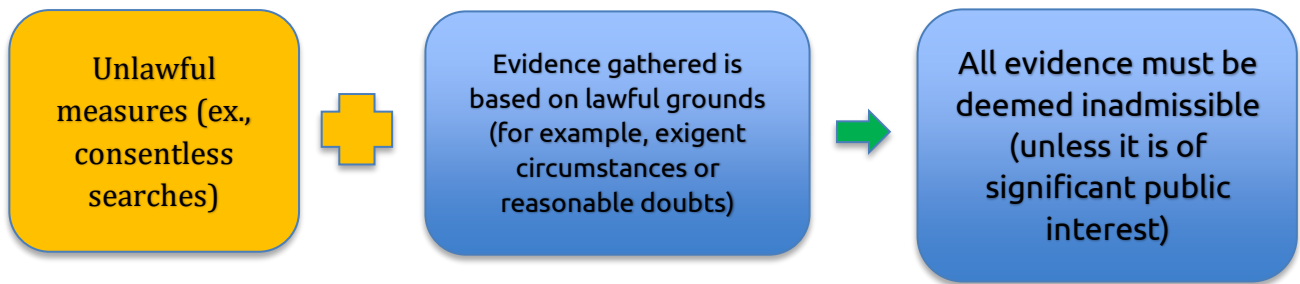 Unlawful
measures (ex.,
consentless
searches)
Evidence gathered is
based on lawful grounds
(for example, exigent
circumstances or
reasonable doubts)
All evidence must be
deemed inadmissible
(unless it is of
significant public
interest)